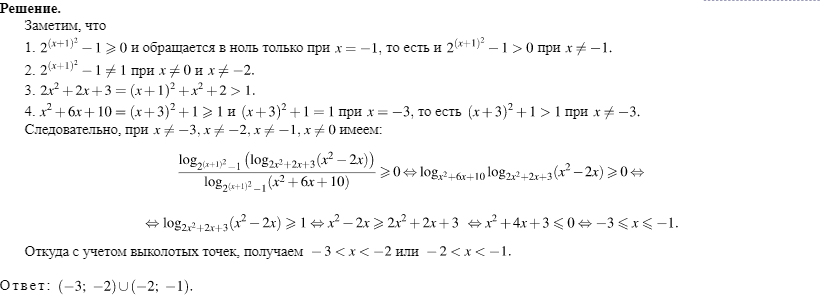 Решение.
Заметим, что
1. 2^{(x+1)^2} − 1 ⩾ 0 и обращается в ноль только при x = −1, то есть и 2^{(x+1)^2} − 1 > 0 при x ≠ −1.
2. 2^{(x+1)^2} − 1 ≠ 1 при x ≠ 0 и x ≠ −2.
3. 2x² + 2x + 3 = (x+1)² + x² + 2 > 1.
4. x² + 6x + 10 = (x+3)² + 1 ⩾ 1 и (x+3)² + 1 = 1 при x = −3, то есть (x+3)² + 1 > 1 при x ≠ −3.
Следовательно, при x ≠ −3, x ≠ −2, x ≠ −1, x ≠ 0 имеем:
\frac{log_{2^{(x+1)^2}−1}(log_{2x²+2x+3}(x² − 2x))}{log_{2^{(x+1)^2}−1}(x² + 6x + 10)} ⩾ 0 ⇔ log_{x²+6x+10} log_{2x²+2x+3}(x² − 2x) ⩾ 0 ⇔
⇔ log_{2x²+2x+3}(x² − 2x) ⩾ 1 ⇔ x² − 2x ⩾ 2x² + 2x + 3 ⇔ x² + 4x + 3 ⩽ 0 ⇔ −3 ⩽ x ⩽ −1.
Откуда с учетом выколотых точек, получаем −3 < x < −2 или −2 < x < −1.
Ответ: (−3; −2) ∪ (−2; −1).